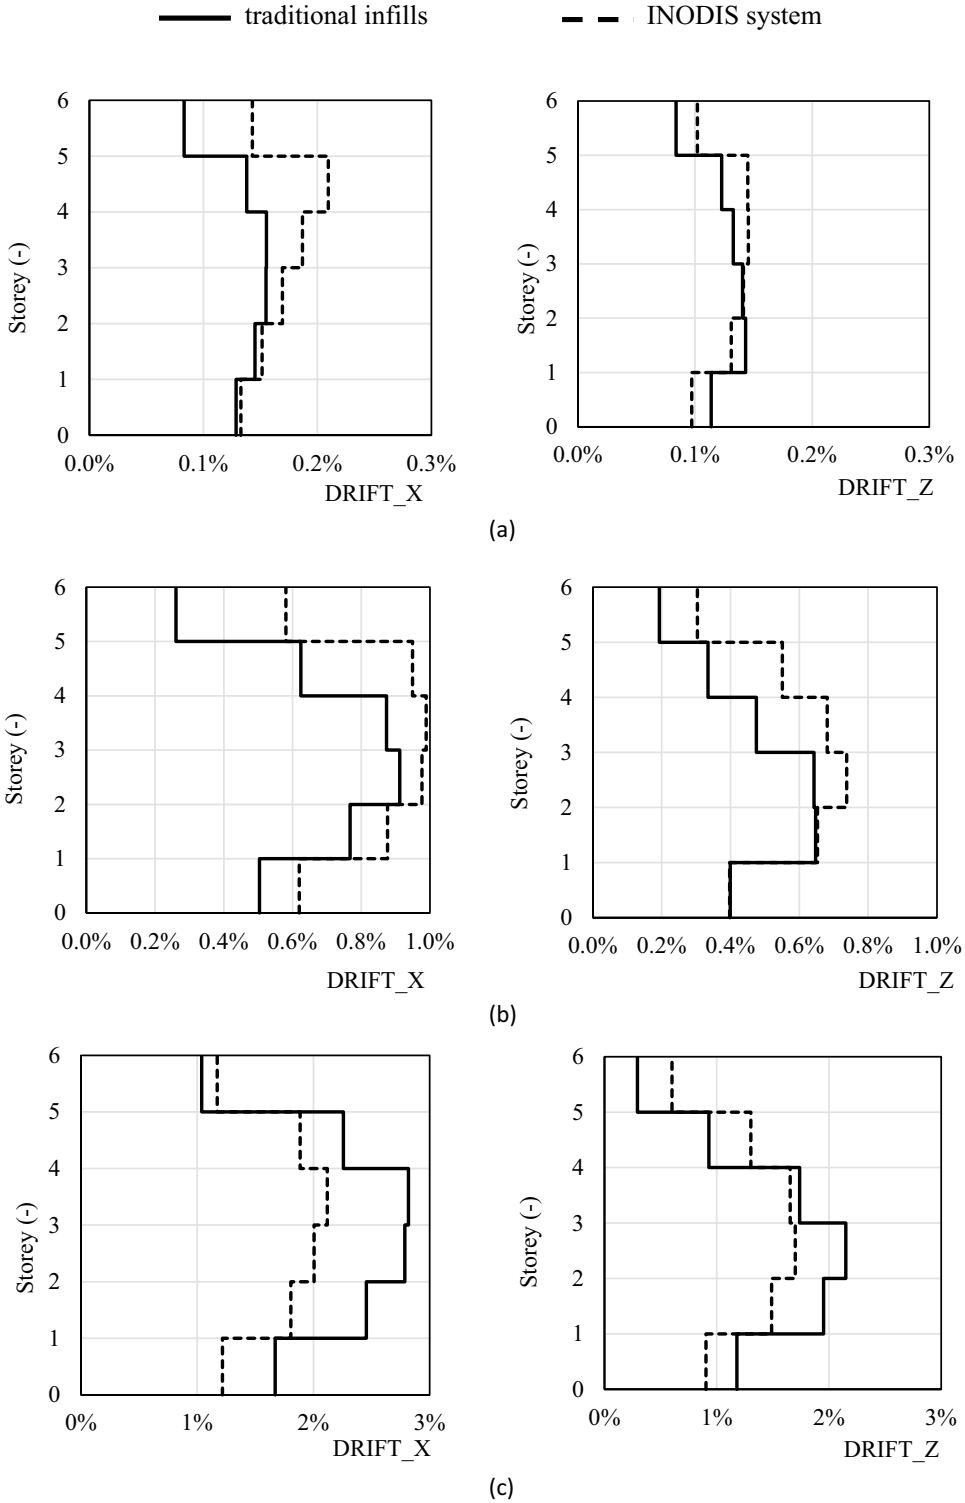 traditional infills
INODIS system
6
5
4
3
2
1
0
Storey (-)
0.0% 0.1% 0.2% 0.3%
DRIFT_X
6
5
4
3
2
1
0
Storey (-)
0.0% 0.1% 0.2% 0.3%
DRIFT_Z
(a)
6
5
4
3
2
1
0
Storey (-)
0.0% 0.2% 0.4% 0.6% 0.8% 1.0%
DRIFT_X
6
5
4
3
2
1
0
Storey (-)
0.0% 0.2% 0.4% 0.6% 0.8% 1.0%
DRIFT_Z
(b)
6
5
4
3
2
1
0
Storey (-)
0% 1% 2% 3%
DRIFT_X
6
5
4
3
2
1
0
Storey (-)
0% 1% 2% 3%
DRIFT_Z
(c)